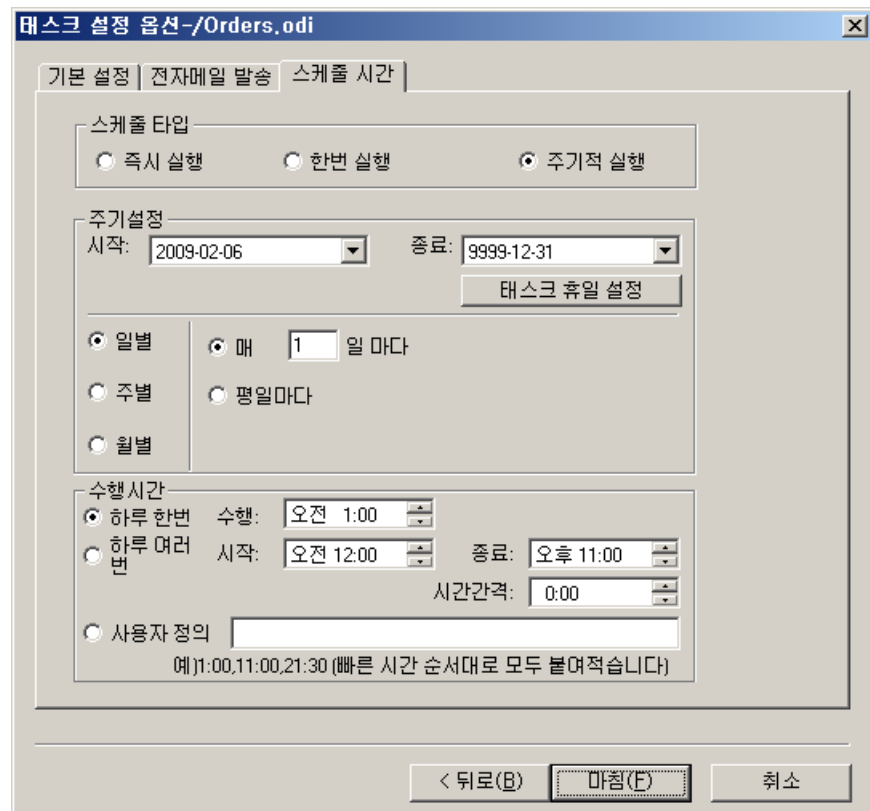 태스크 설정 옵션-/Orders.odi
기본 설정 전자메일 발송 스케줄 시간
스케줄 타입
즉시 실행 한번 실행 주기적 실행
주기설정
시작: 2009-02-06 종료: 9999-12-31
태스크 휴일 설정
일별 매 1 일 마다
주별 평일마다
월별
수행시간
하루 한번 수행: 오전 1:00
하루 여러
번 시작: 오전 12:00 종료: 오후 11:00
시간간격: 0:00
사용자 정의
예)1:00,11:00,21:30 (빠른 시간 순서대로 모두 붙여적습니다)
< 뒤로(B) 마침(F) 취소